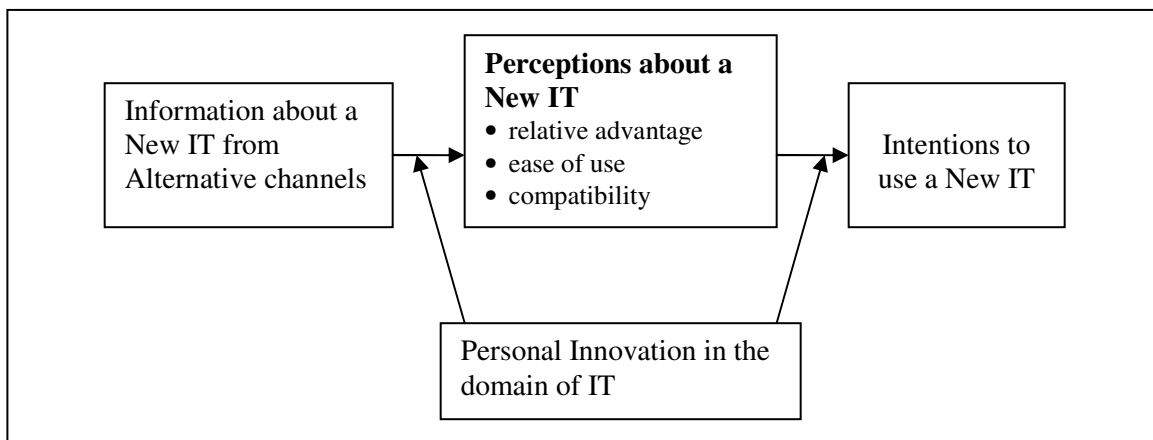 Information about a
New IT from
Alternative channels
Perceptions about a
New IT
• relative advantage
• ease of use
• compatibility
Intentions to
use a New IT
Personal Innovation in the
domain of IT